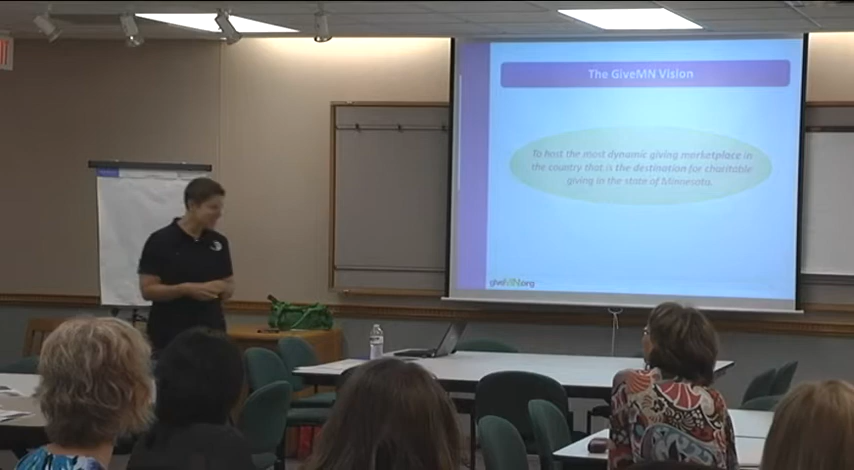 The GiveMN Vision
To host the most dynamic giving marketplace in
the country that is the destination for charitable
giving in the state of Minnesota.
giveMN.org